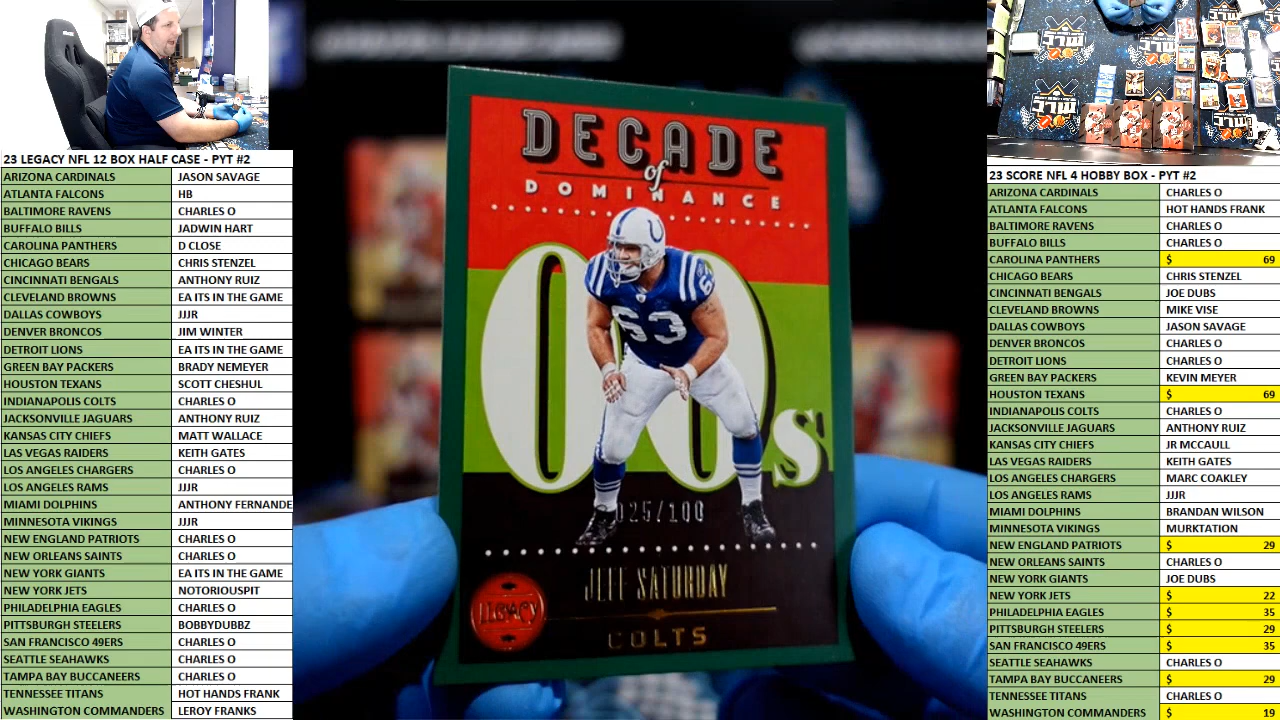 23 LEGACY NFL 12 BOX HALF CASE - PYT #2
ARIZONA CARDINALS JASON SAVAGE
ATLANTA FALCONS HB
BALTIMORE RAVENS CHARLES O
BUFFALO BILLS JADWIN HART
CAROLINA PANTHERS D CLOSE
CHICAGO BEARS CHRIS STENZEL
CINCINNATI BENGALS ANTHONY RUIZ
CLEVELAND BROWNS EA ITS IN THE GAME
DALLAS COWBOYS JJJR
DENVER BRONCOS JIM WINTER
DETROIT LIONS EA ITS IN THE GAME
GREEN BAY PACKERS BRADY NEMEYER
HOUSTON TEXANS SCOTT CHESHUL
INDIANAPOLIS COLTS CHARLES O
JACKSONVILLE JAGUARS ANTHONY RUIZ
KANSAS CITY CHIEFS MATT WALLACE
LAS VEGAS RAIDERS KEITH GATES
LOS ANGELES CHARGERS CHARLES O
LOS ANGELES RAMS JJJR
MIAMI DOLPHINS ANTHONY FERNANDE
MINNESOTA VIKINGS JJJR
NEW ENGLAND PATRIOTS CHARLES O
NEW ORLEANS SAINTS CHARLES O
NEW YORK GIANTS EA ITS IN THE GAME
NEW YORK JETS NOTORIOUSPIT
PHILADELPHIA EAGLES CHARLES O
PITTSBURGH STEELERS BOBBYDUBBZ
SAN FRANCISCO 49ERS CHARLES O
SEATTLE SEAHAWKS CHARLES O
TAMPA BAY BUCCANEERS CHARLES O
TENNESSEE TITANS HOT HANDS FRANK
WASHINGTON COMMANDERS LEROY FRANKS
DECADE
of
DOMINANCE
00s
53
025/100
JEFF SATURDAY
LEGACY
COLTS
23 SCORE NFL 4 HOBBY BOX - PYT #2
ARIZONA CARDINALS CHARLES O
ATLANTA FALCONS HOT HANDS FRANK
BALTIMORE RAVENS CHARLES O
BUFFALO BILLS CHARLES O
CAROLINA PANTHERS $ 69
CHICAGO BEARS CHRIS STENZEL
CINCINNATI BENGALS JOE DUBS
CLEVELAND BROWNS MIKE VISE
DALLAS COWBOYS JASON SAVAGE
DENVER BRONCOS CHARLES O
DETROIT LIONS CHARLES O
GREEN BAY PACKERS KEVIN MEYER
HOUSTON TEXANS $ 69
INDIANAPOLIS COLTS CHARLES O
JACKSONVILLE JAGUARS ANTHONY RUIZ
KANSAS CITY CHIEFS JR MCCAULL
LAS VEGAS RAIDERS KEITH GATES
LOS ANGELES CHARGERS MARC COAKLEY
LOS ANGELES RAMS JJJR
MIAMI DOLPHINS BRANDAN WILSON
MINNESOTA VIKINGS MURKTATION
NEW ENGLAND PATRIOTS $ 29
NEW ORLEANS SAINTS CHARLES O
NEW YORK GIANTS JOE DUBS
NEW YORK JETS $ 22
PHILADELPHIA EAGLES $ 35
PITTSBURGH STEELERS $ 29
SAN FRANCISCO 49ERS $ 35
SEATTLE SEAHAWKS CHARLES O
TAMPA BAY BUCCANEERS $ 29
TENNESSEE TITANS CHARLES O
WASHINGTON COMMANDERS $ 19